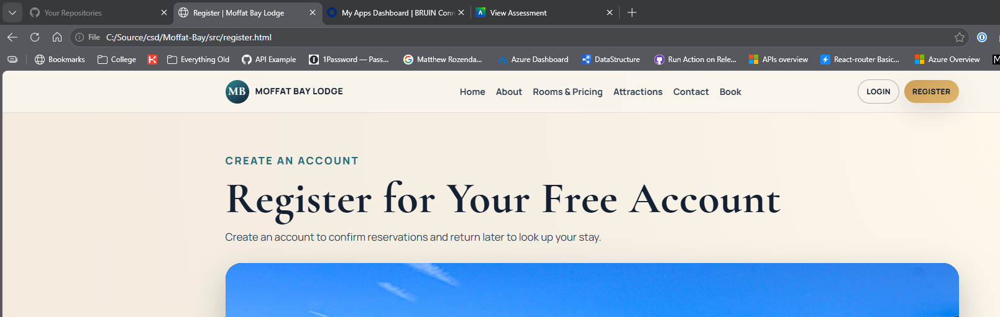 Your Repositories
Register | Moffat Bay Lodge
My Apps Dashboard | BRUIN Conn
View Assessment
File C:/Source/csd/Moffat-Bay/src/register.html
Bookmarks
College
Everything Old
API Example
1Password — Pass...
Matthew Rozenda...
Azure Dashboard
DataStructure
Run Action on Rele...
APIs overview
React-router Basic...
Azure Overview
MB MOFFAT BAY LODGE
Home About Rooms & Pricing Attractions Contact Book
LOGIN REGISTER
CREATE AN ACCOUNT
Register for Your Free Account
Create an account to confirm reservations and return later to look up your stay.